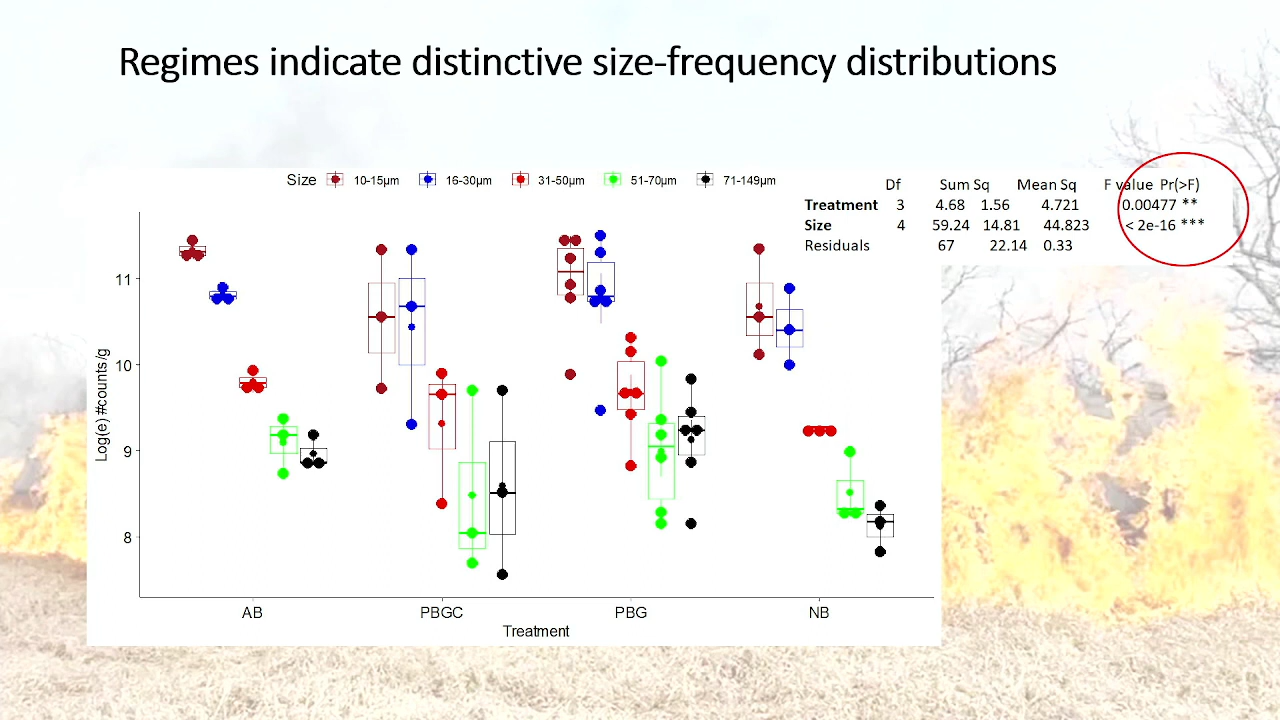 Regimes indicate distinctive size-frequency distributions
Size 10-15µm 16-30µm 31-50µm 51-70µm 71-149µm
Df Sum Sq Mean Sq F value Pr(>F)
Treatment 3 4.68 1.56 4.721 0.00477 **
Size 4 59.24 14.81 44.823 < 2e-16 ***
Residuals 67 22.14 0.33
Log(e) #counts/g
11
10
9
8
AB PBGC PBG NB
Treatment